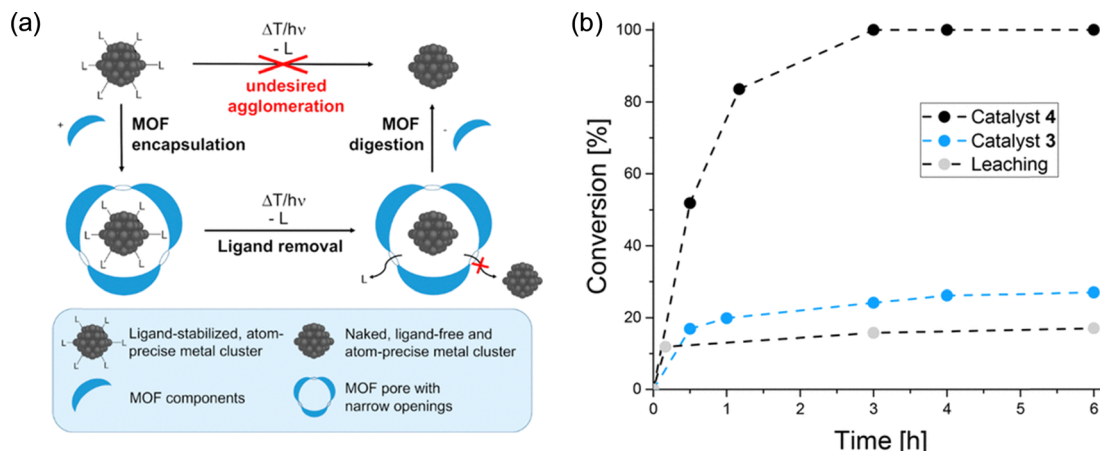 (a)
L
L
L
L
L
L
ΔT/hν
- L
undesired
agglomeration
+
MOF
encapsulation
MOF
digestion
-
L
L
L
L
L
L
ΔT/hν
- L
Ligand removal
L
L
L
L
L
L
L
Ligand-stabilized, atom-
precise metal cluster
Naked, ligand-free and
atom-precise metal cluster
MOF components
MOF pore with
narrow openings
(b)
Conversion [%]
100
80
60
40
20
0
Catalyst 4
Catalyst 3
Leaching
0
1
2
3
4
5
6
Time [h]